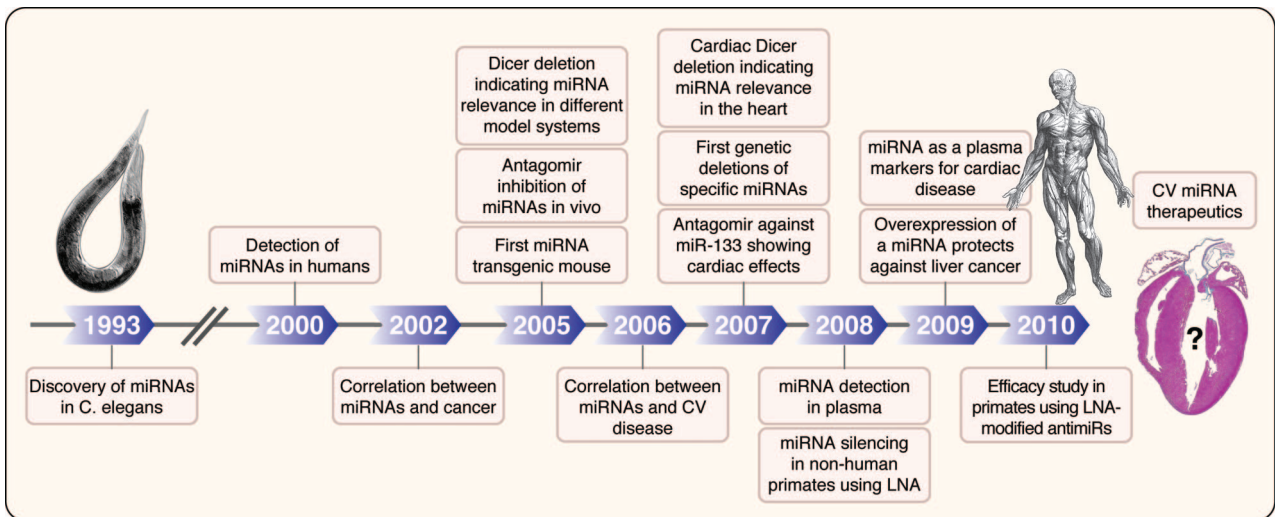 Dicer deletion
indicating miRNA
relevance in different
model systems
Antagomir
inhibition of
miRNAs in vivo
First miRNA
transgenic mouse
Cardiac Dicer
deletion indicating
miRNA relevance
in the heart
First genetic
deletions of
specific miRNAs
Antagomir against
miR-133 showing
cardiac effects
miRNA as a plasma
markers for cardiac
disease
Overexpression of
a miRNA protects
against liver cancer
CV miRNA
therapeutics
Detection of
miRNAs in humans
1993
2000
2002
2005
2006
2007
2008
2009
2010
?
Discovery of miRNAs
in C. elegans
Correlation between
miRNAs and cancer
Correlation between
miRNAs and CV
disease
miRNA detection
in plasma
miRNA silencing
in non-human
primates using LNA
Efficacy study in
primates using LNA-
modified antimiRs